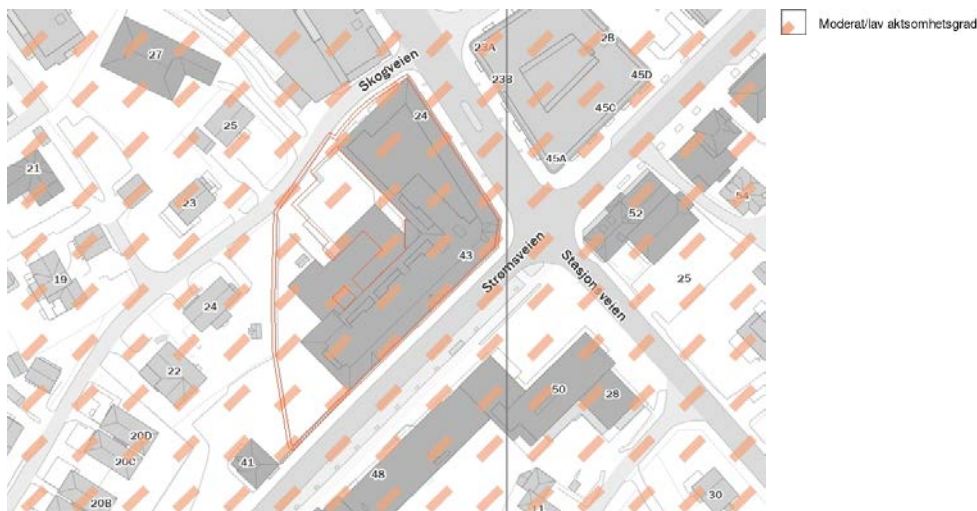 Moderat/lav aktsomhetsgrad
27
Skogveien
23A
2B
23B
45D
45C
24
25
45A
21
23
52
54
43
Strømsveien
Stasjonsveien
25
19
24
22
50
28
20D
20C
41
48
20B
11
30